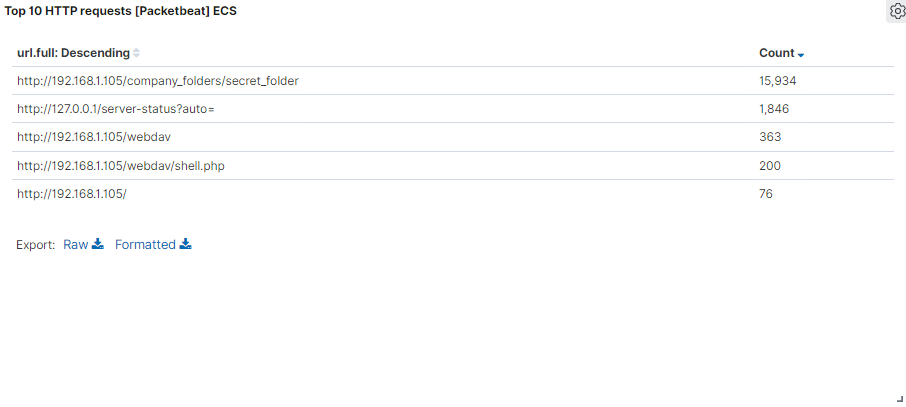 Top 10 HTTP requests [Packetbeat] ECS
url.full: Descending Count
http://192.168.1.105/company_folders/secret_folder 15,934
http://127.0.0.1/server-status?auto= 1,846
http://192.168.1.105/webdav 363
http://192.168.1.105/webdav/shell.php 200
http://192.168.1.105/ 76
Export: Raw Formatted